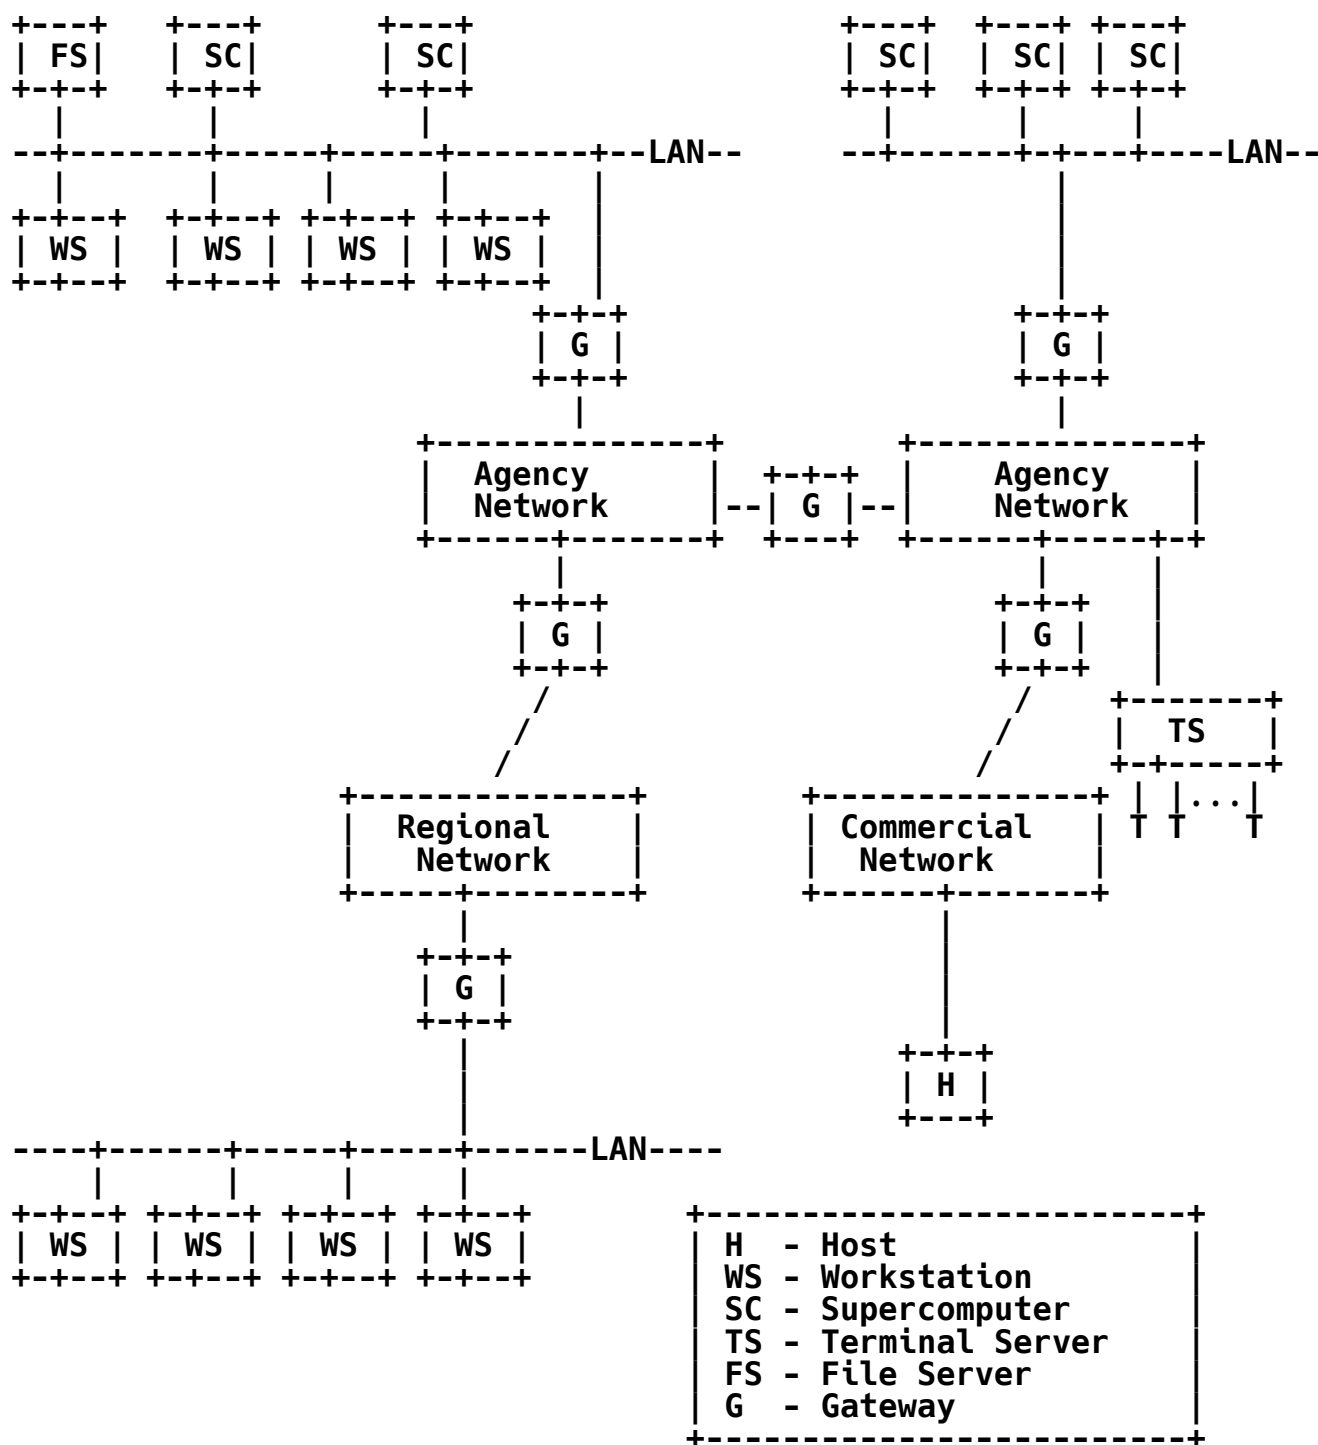 FS SC SC SC SC SC
LAN LAN
WS WS WS WS
G G
Agency Agency
Network G Network
G G
TS
...
Regional Commercial T T T
Network Network
G
H
LAN
WS WS WS WS
H - Host
WS - Workstation
SC - Supercomputer
TS - Terminal Server
FS - File Server
G - Gateway